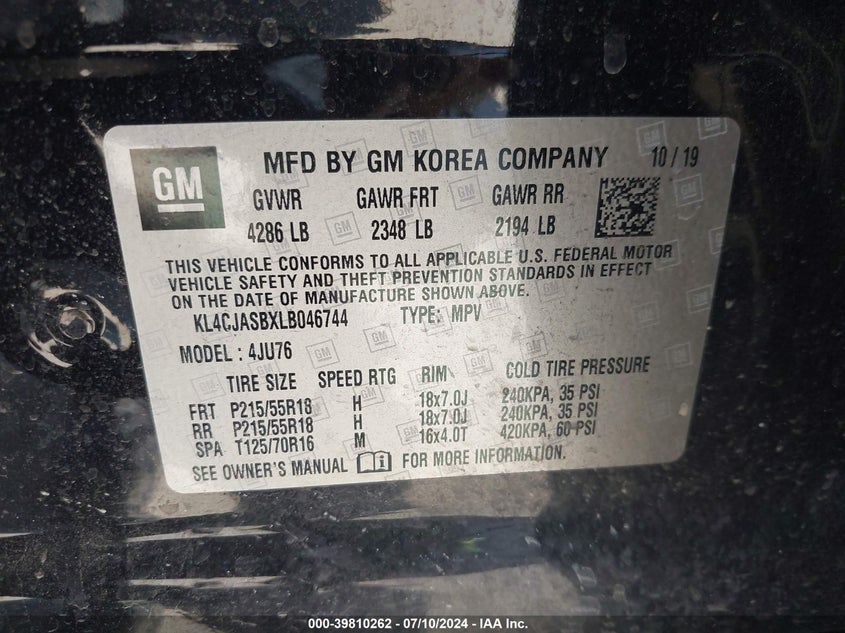 GM
MFD BY GM KOREA COMPANY 10/19
GVWR GAWR FRT GAWR RR
4286 LB 2348 LB 2194 LB
THIS VEHICLE CONFORMS TO ALL APPLICABLE U.S. FEDERAL MOTOR
VEHICLE SAFETY AND THEFT PREVENTION STANDARDS IN EFFECT
ON THE DATE OF MANUFACTURE SHOWN ABOVE.
KL4CJASBXLB046744 TYPE: MPV
MODEL : 4JU76
TIRE SIZE SPEED RTG RIM COLD TIRE PRESSURE
FRT P215/55R18 H 18x7.0J 240KPA, 35 PSI
RR P215/55R18 H 18x7.0J 240KPA, 35 PSI
SPA T125/70R16 M 16x4.0T 420KPA, 60 PSI
SEE OWNER'S MANUAL FOR MORE INFORMATION.
000-39810262 - 07/10/2024 - IAA Inc.